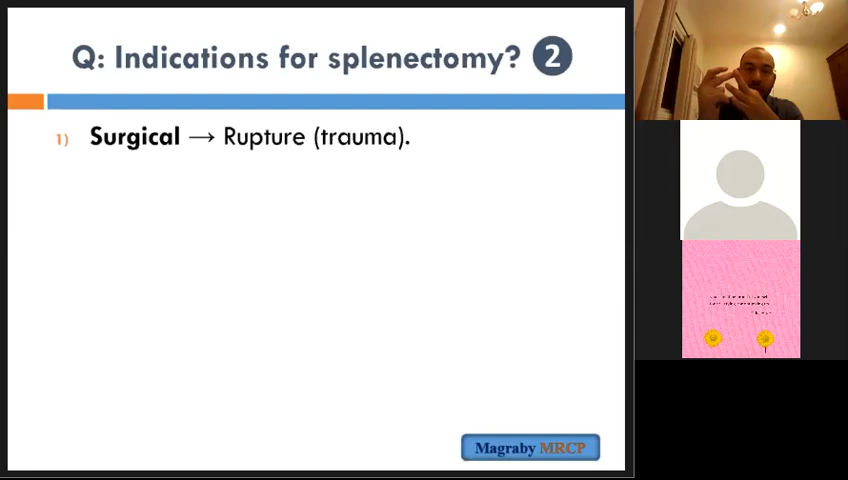 Q: Indications for splenectomy? 2
1) Surgical → Rupture (trauma).
Magraby MRCP